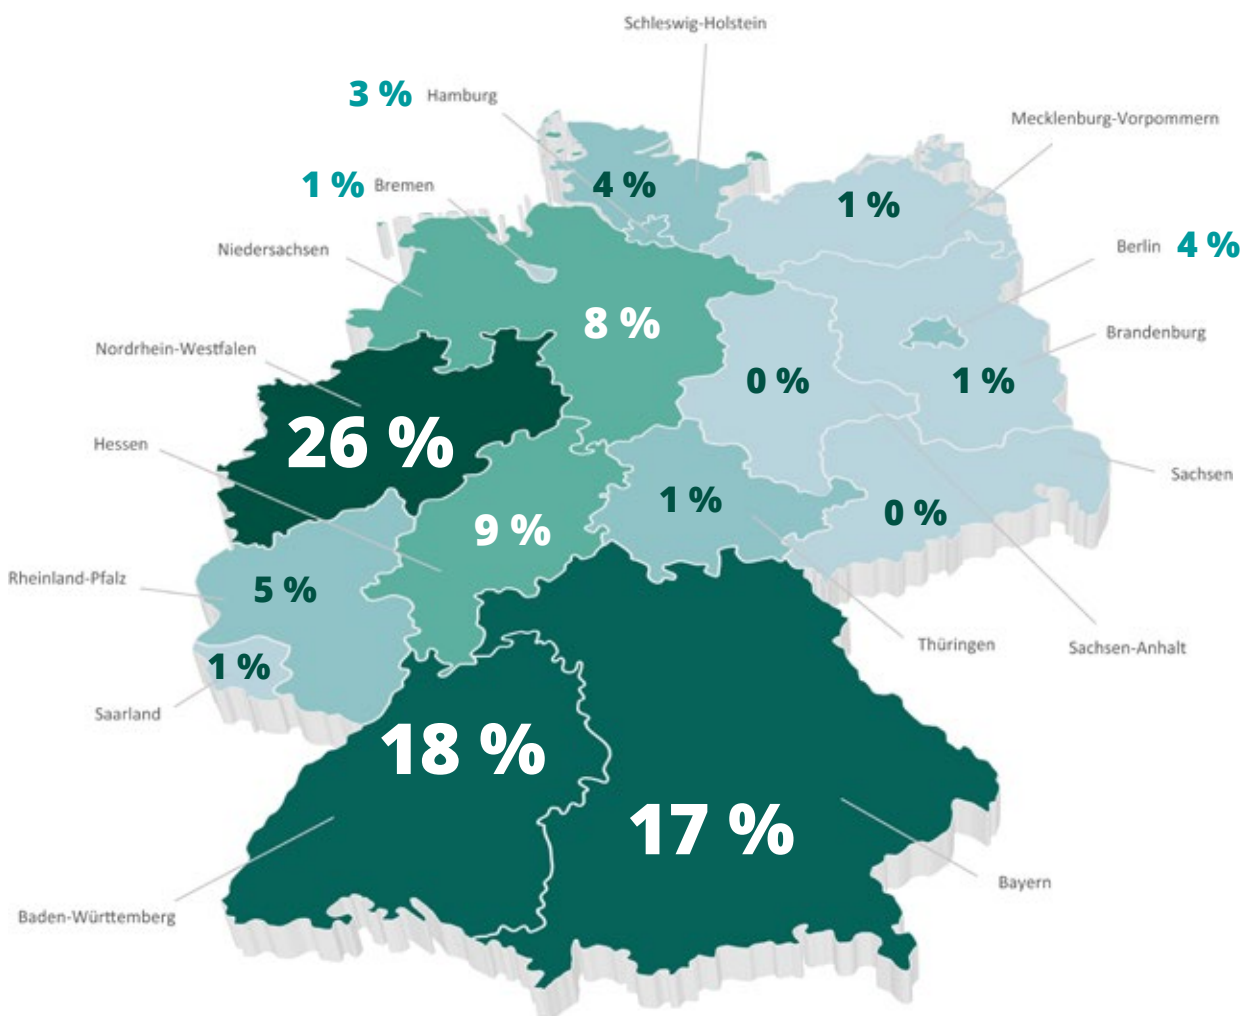 Schleswig-Holstein
3 % Hamburg
Mecklenburg-Vorpommern
1 % Bremen
4 %
1 %
Niedersachsen
Berlin 4 %
8 %
Brandenburg
Nordrhein-Westfalen
0 %
1 %
26 %
Hessen
Sachsen
1 %
0 %
9 %
Rheinland-Pfalz
5 %
Thüringen
Sachsen-Anhalt
1 %
Saarland
18 %
17 %
Bayern
Baden-Württemberg